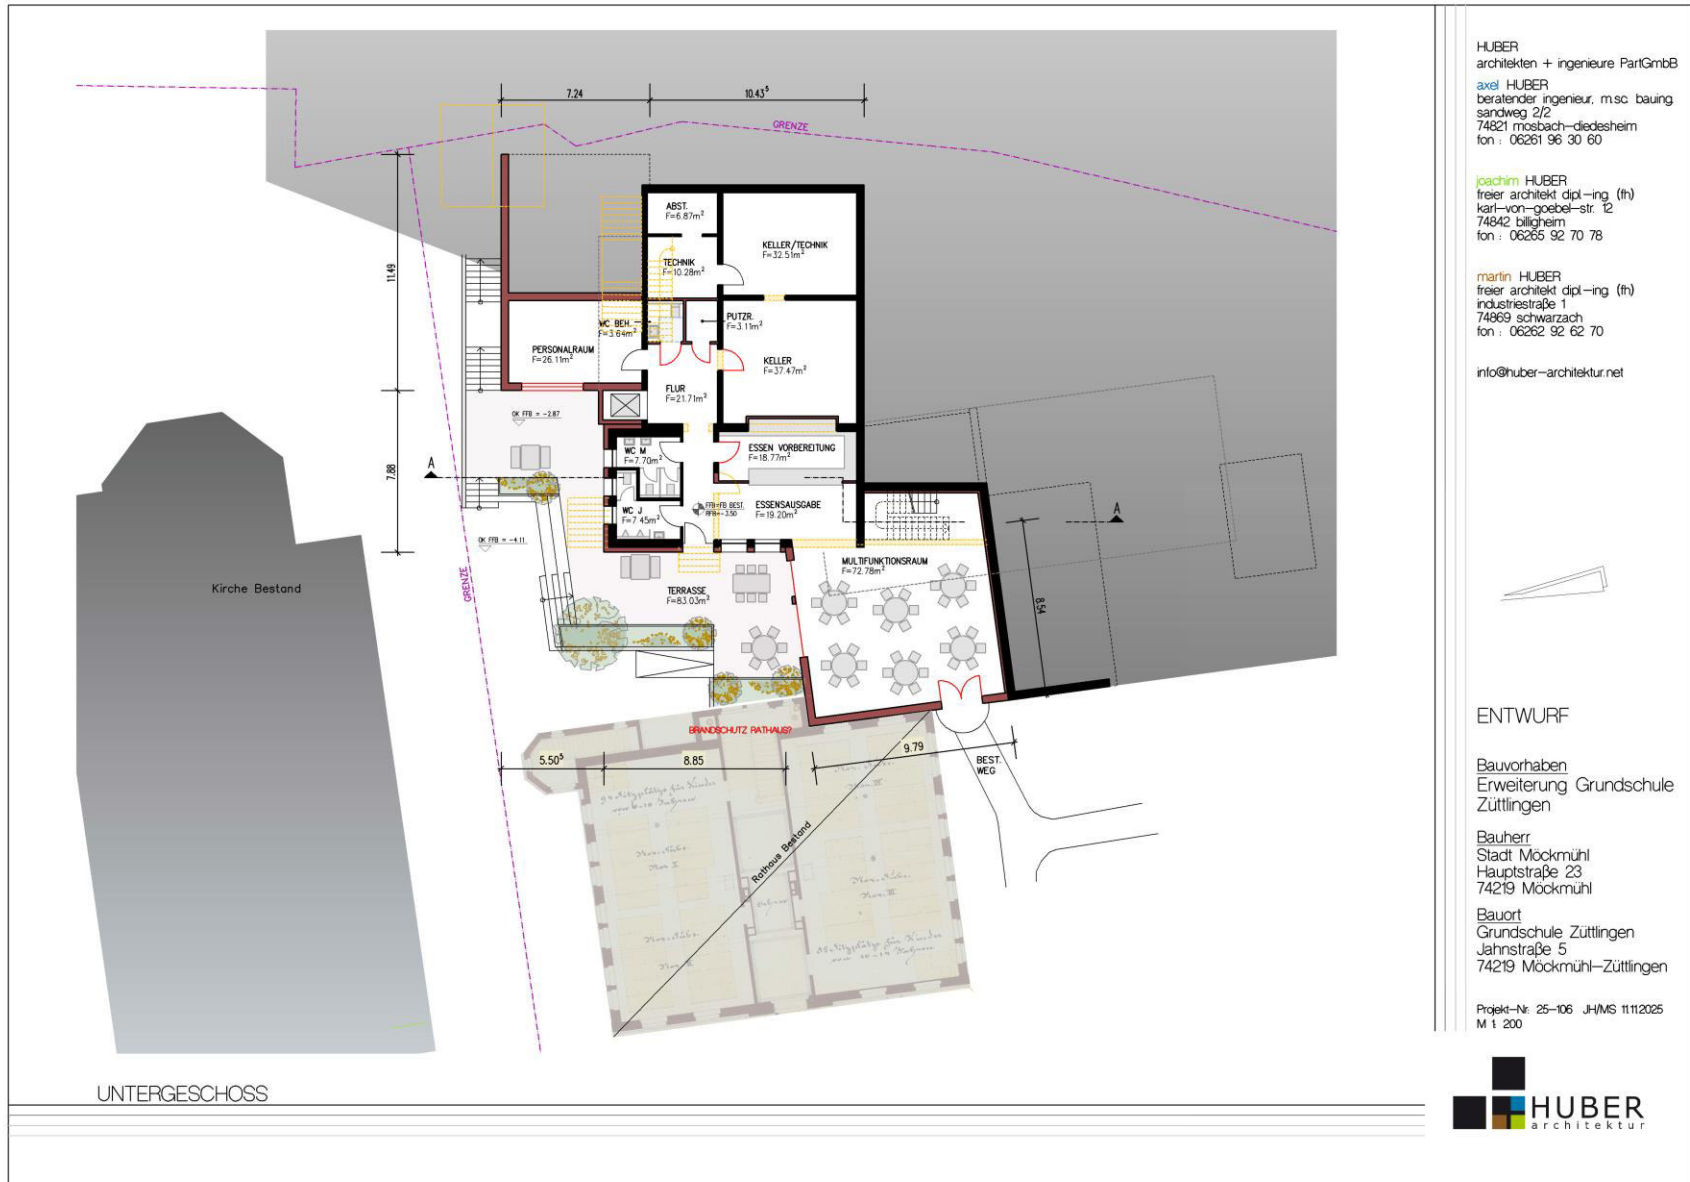 7.24
10.43⁵
GRENZE
11.49
7.88
ABST.
F=6.87m²
KELLER/TECHNIK
F=32.51m²
TECHNIK
F=10.28m²
WC BEH.
F=3.64m²
PUTZR.
F=3.11m²
PERSONALRAUM
F=26.11m²
KELLER
F=37.47m²
FLUR
F=21.71m²
OK FFB = -2.87
WC M
F=7.70m²
ESSEN VORBEREITUNG
F=18.77m²
A
WC J
F=7.45m²
FFB=FB BEST.
RFB=-3.50
ESSENSAUSGABE
F=19.20m²
A
OK FFB = -4.11
MULTIFUNKTIONSRAUM
F=72.78m²
TERRASSE
F=83.03m²
8.54
GRENZE
Kirche Bestand
BRANDSCHUTZ RATHAUS?
5.50⁵
8.85
9.79
BEST.
WEG
Rathaus Bestand
UNTERGESCHOSS
HUBER
architekten + ingenieure PartGmbB
axel HUBER
beratender ingenieur, m.sc. bauing.
sandweg 2/2
74821 mosbach-diedesheim
fon : 06261 96 30 60
joachim HUBER
freier architekt dipl.-ing. (fh)
karl-von-goebel-str. 12
74842 billigheim
fon : 06265 92 70 78
martin HUBER
freier architekt dipl.-ing. (fh)
industriestraße 1
74869 schwarzach
fon : 06262 92 62 70
info@huber-architektur.net
ENTWURF
Bauvorhaben
Erweiterung Grundschule
Züttlingen
Bauherr
Stadt Möckmühl
Hauptstraße 23
74219 Möckmühl
Bauort
Grundschule Züttlingen
Jahnstraße 5
74219 Möckmühl-Züttlingen
Projekt-Nr. 25-106 JH/MS 11.11.2025
M 1: 200
HUBER
architektur